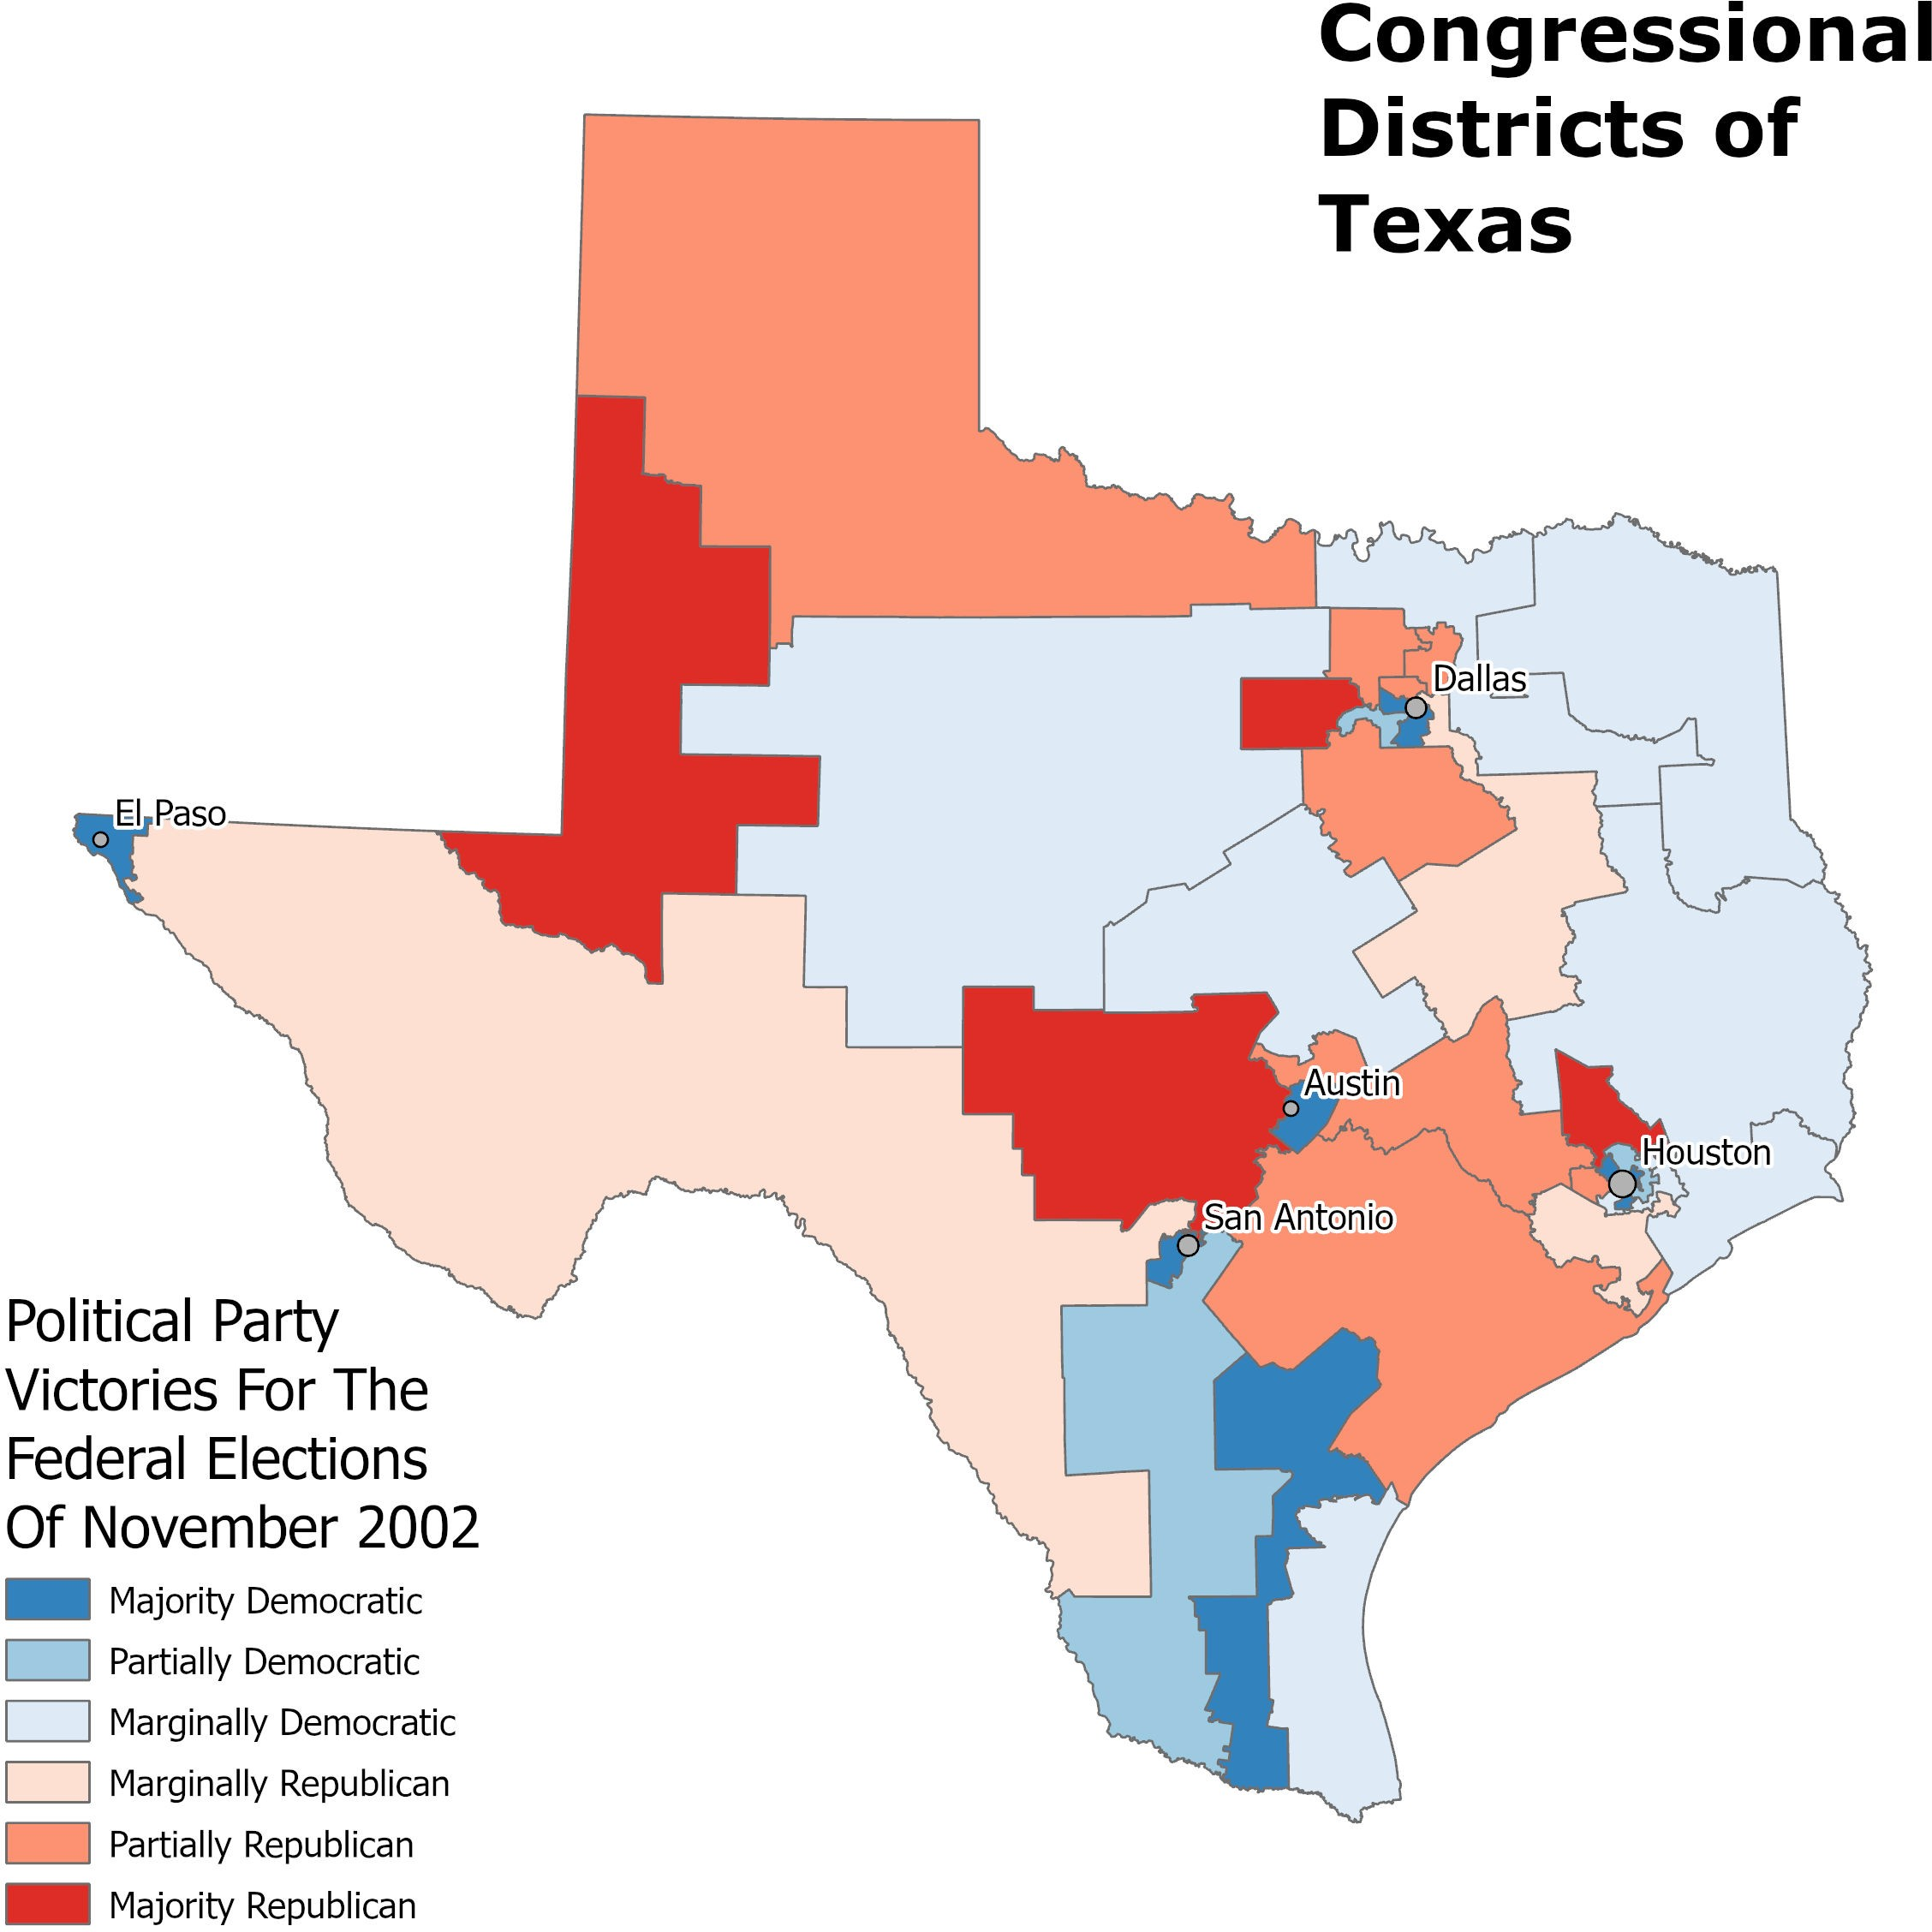 Congressional
Districts of
Texas
Dallas
El Paso
Austin
Houston
San Antonio
Political Party
Victories For The
Federal Elections
Of November 2002
Majority Democratic
Partially Democratic
Marginally Democratic
Marginally Republican
Partially Republican
Majority Republican